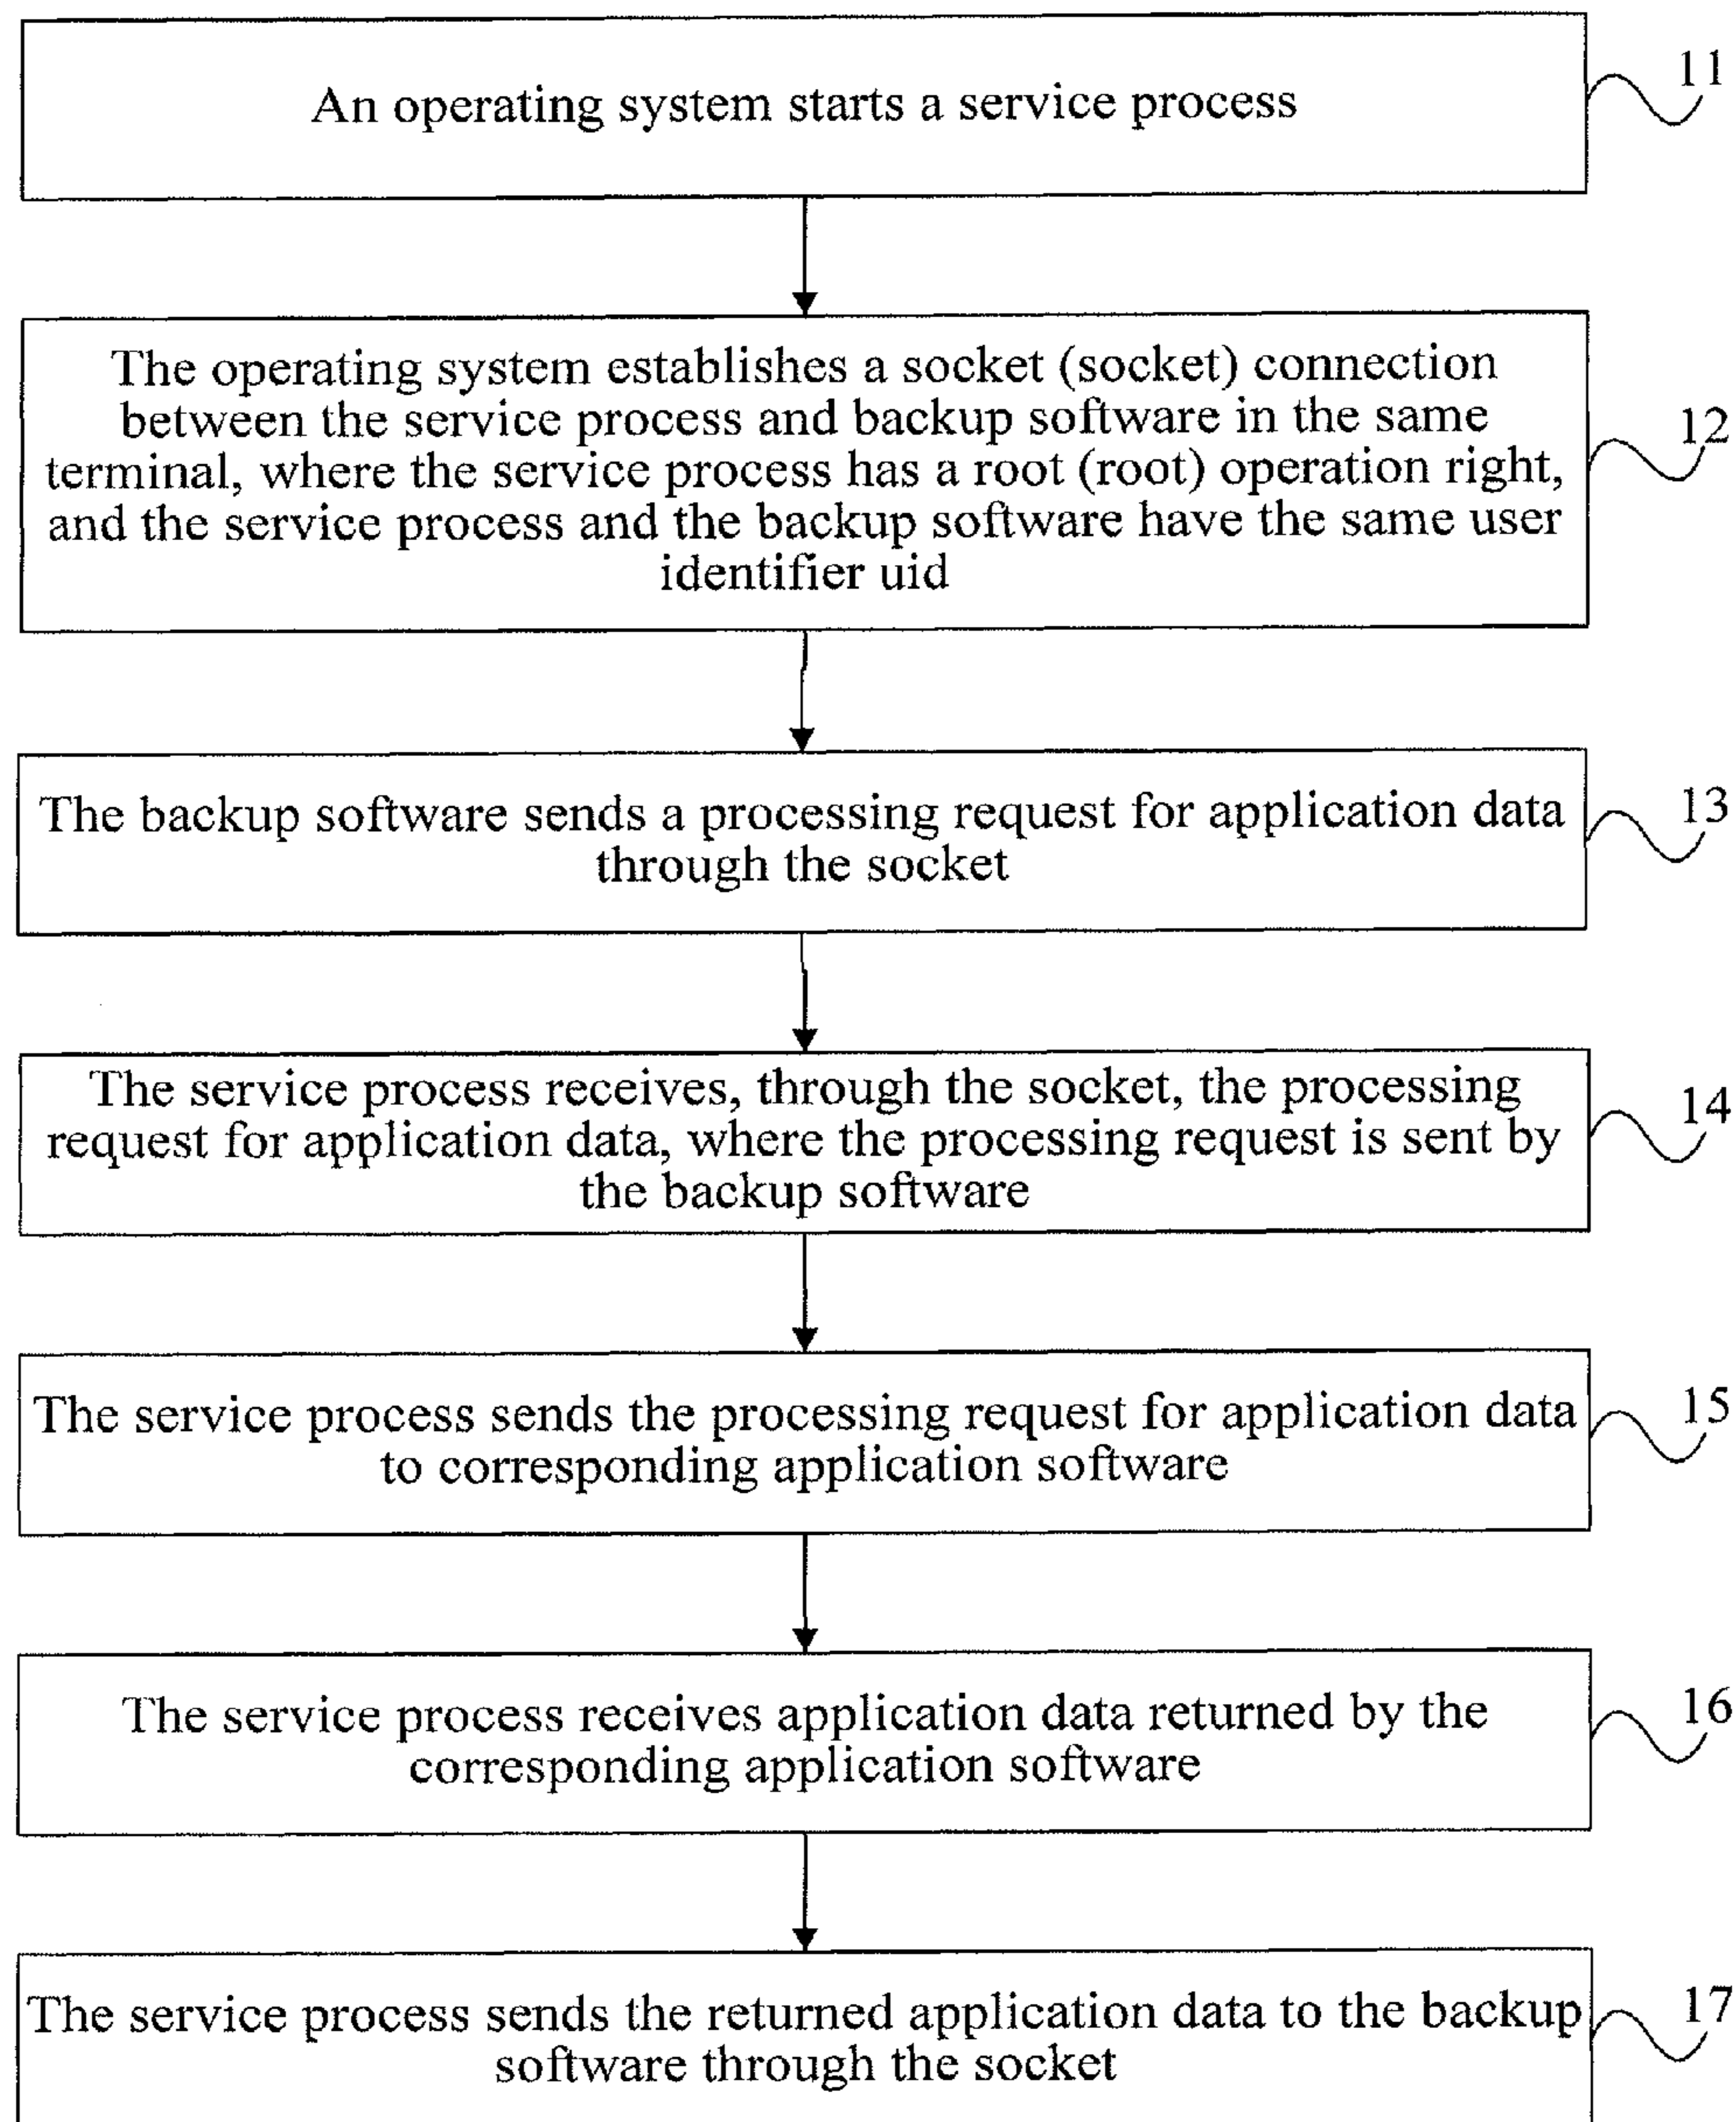 An operating system starts a service process
11
The operating system establishes a socket (socket) connection
between the service process and backup software in the same
terminal, where the service process has a root (root) operation right,
and the service process and the backup software have the same user
identifier uid
12
The backup software sends a processing request for application data
through the socket
13
The service process receives, through the socket, the processing
request for application data, where the processing request is sent by
the backup software
14
The service process sends the processing request for application data
to corresponding application software
15
The service process receives application data returned by the
corresponding application software
16
The service process sends the returned application data to the backup
software through the socket
17